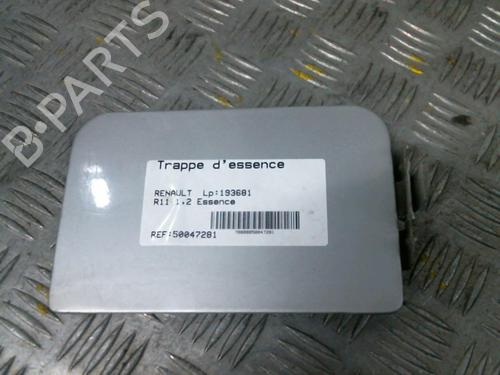 B-PARTS
Trappe d'essence
RENAULT Lp:193681
R11 1.2 Essence
REF:50047281